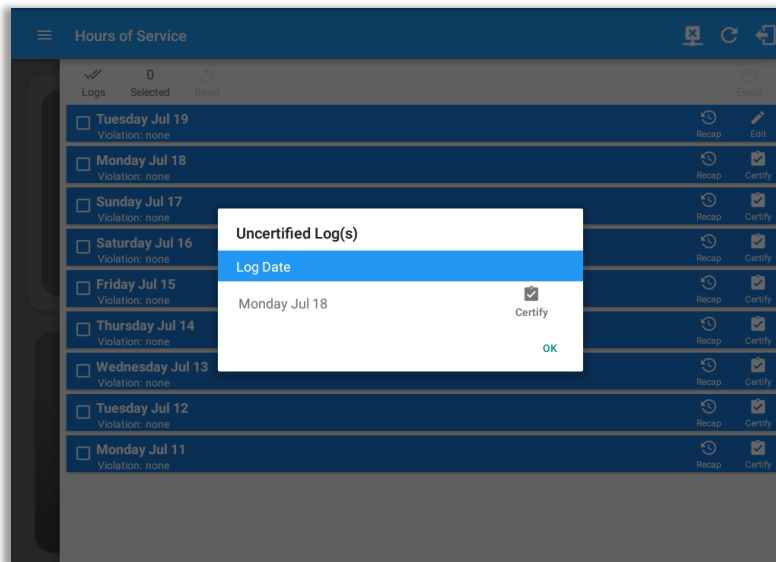 Hours of Service
Logs
0
Selected
Reset
Email
Tuesday Jul 19
Violation: none
Recap
Edit
Monday Jul 18
Violation: none
Recap
Certify
Sunday Jul 17
Violation: none
Recap
Certify
Saturday Jul 16
Violation: none
Recap
Certify
Friday Jul 15
Violation: none
Recap
Certify
Thursday Jul 14
Violation: none
Recap
Certify
Wednesday Jul 13
Violation: none
Recap
Certify
Tuesday Jul 12
Violation: none
Recap
Certify
Monday Jul 11
Violation: none
Recap
Certify
Uncertified Log(s)
Log Date
Monday Jul 18
Certify
OK